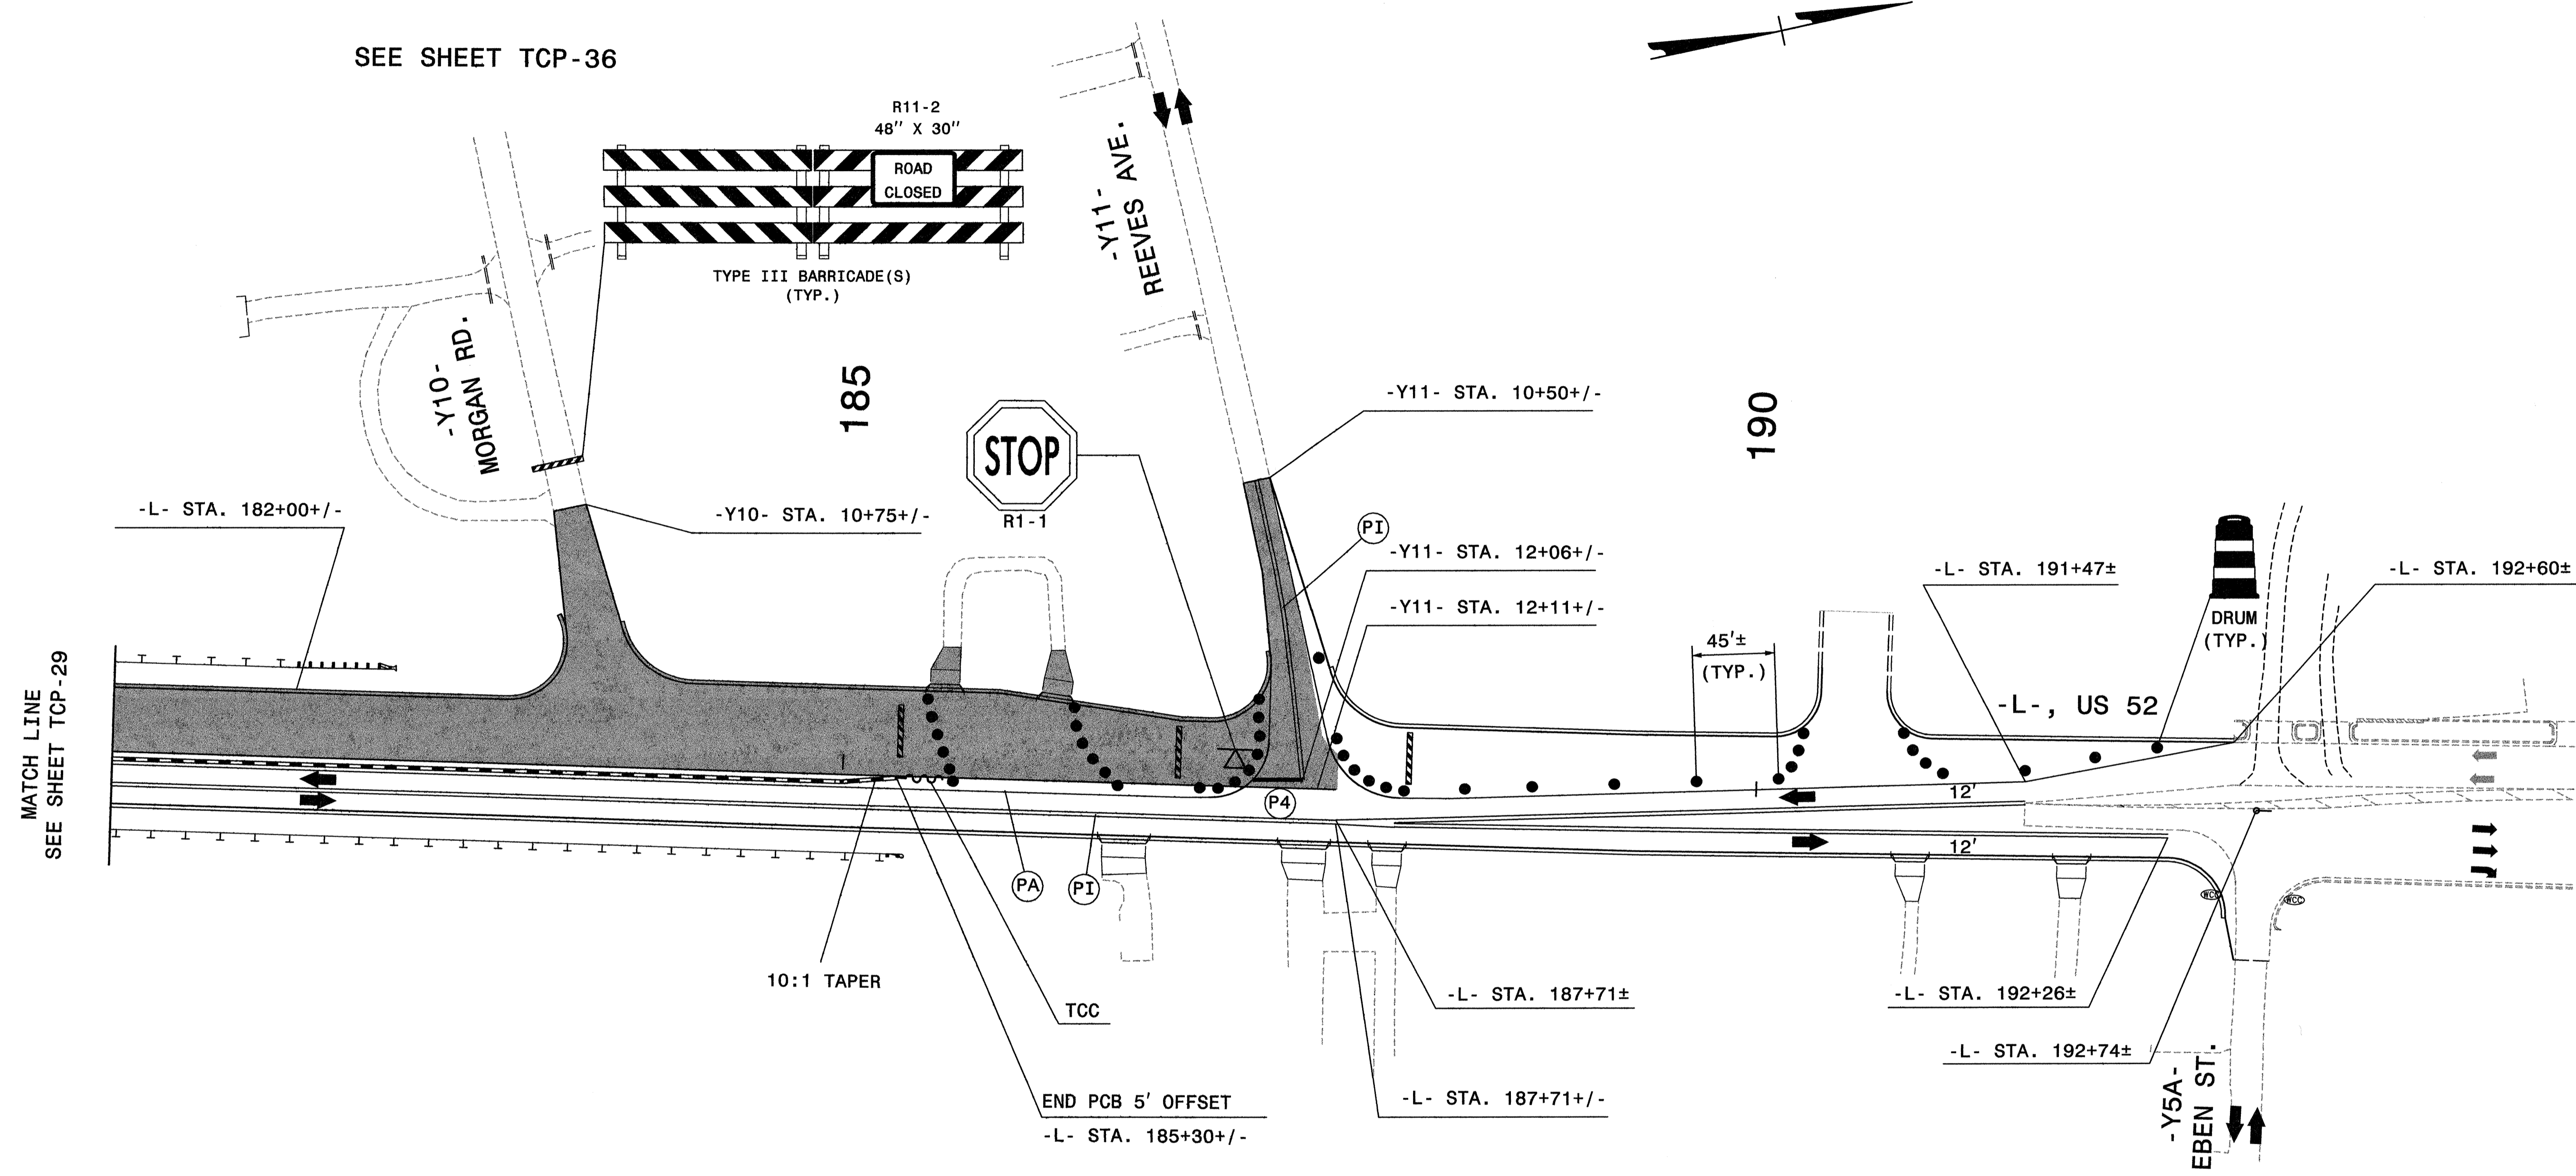 SEE SHEET TCP-36
R11-2
48" X 30"
ROAD
CLOSED
TYPE III BARRICADE(S)
(TYP.)
-Y11-
REEVES AVE.
-Y10-
MORGAN RD.
185
190
STOP
R1-1
-Y11- STA. 10+50+/-
-L- STA. 182+00+/-
-Y10- STA. 10+75+/-
PI
-Y11- STA. 12+06+/-
-Y11- STA. 12+11+/-
-L- STA. 191+47±
-L- STA. 192+60±
DRUM
(TYP.)
45'±
(TYP.)
-L-, US 52
MATCH LINE
SEE SHEET TCP-29
P4
12'
12'
PA
PI
WCC
WCC
10:1 TAPER
TCC
-L- STA. 187+71±
-L- STA. 192+26±
-L- STA. 192+74±
END PCB 5' OFFSET
-L- STA. 185+30+/-
-L- STA. 187+71+/-
-Y5A-
EBEN ST.